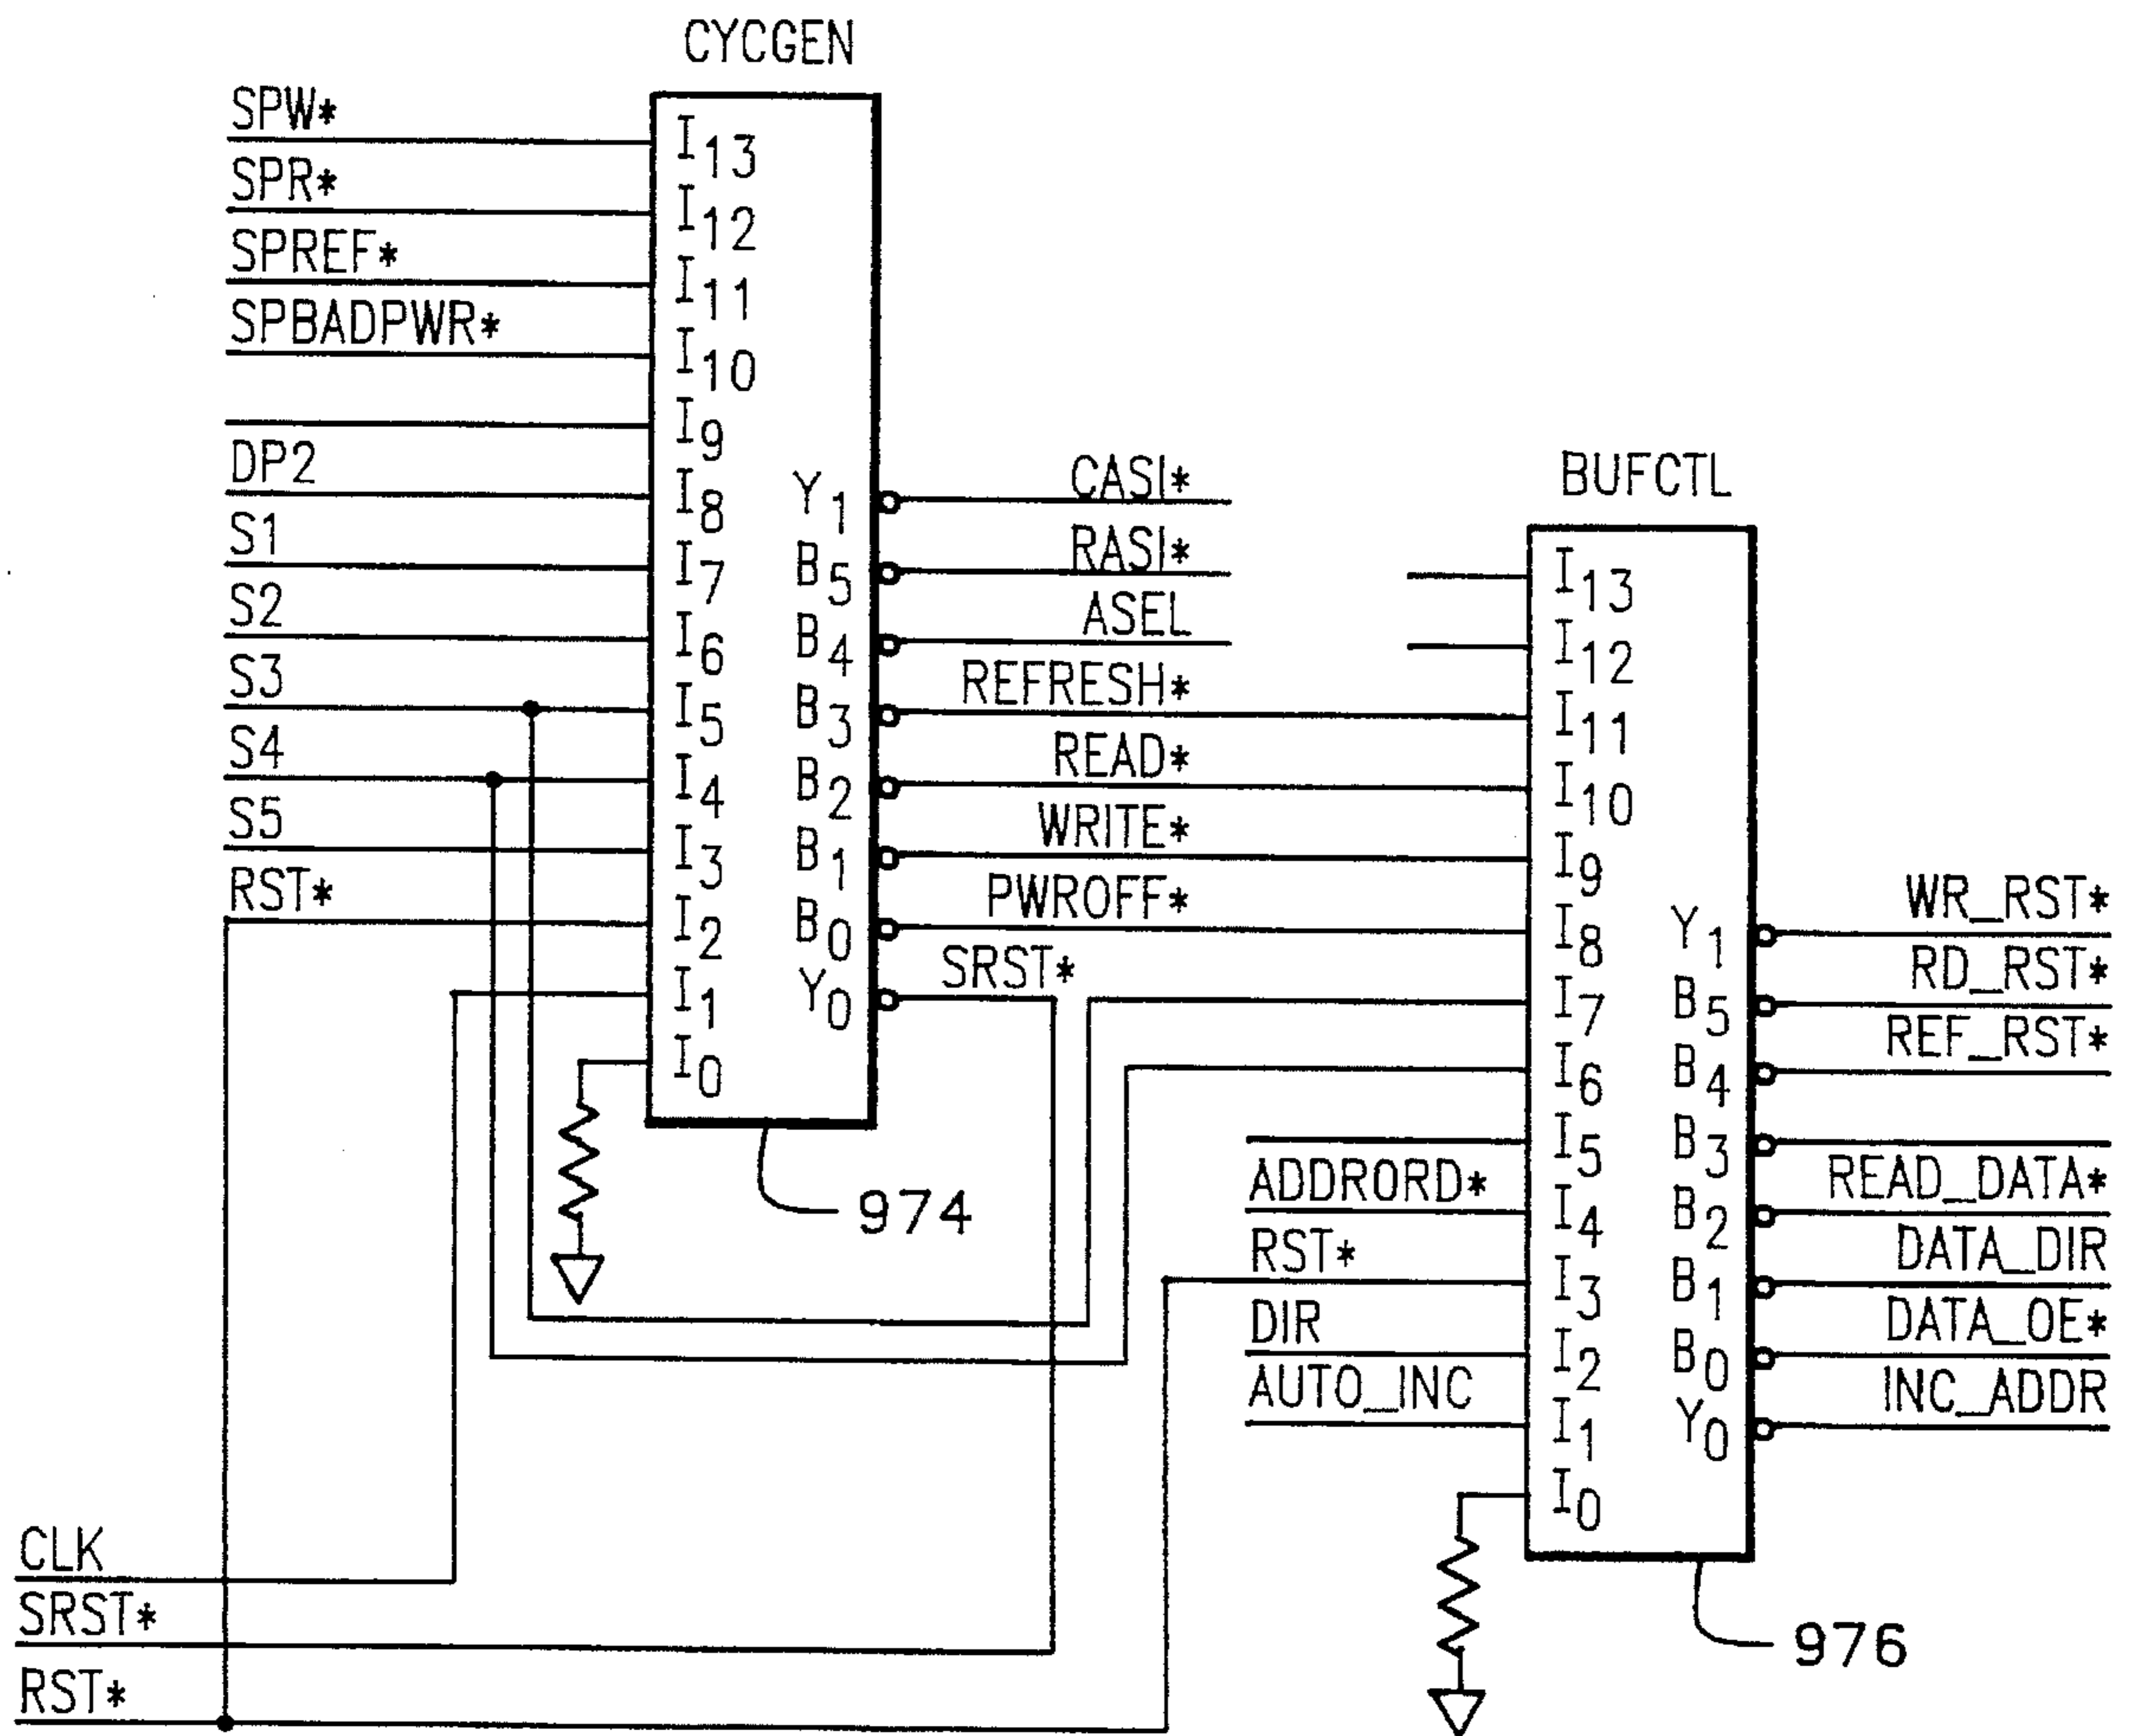 CYCGEN
SPW*
SPR*
SPREF*
SPBADPWR*
DP2
S1
S2
S3
S4
S5
RST*
I13
I12
I11
I10
I9
I8
I7
I6
I5
I4
I3
I2
I1
I0
Y1
B5
B4
B3
B2
B1
B0
Y0
CASI*
RASI*
ASEL
REFRESH*
READ*
WRITE*
PWROFF*
SRST*
974
BUFCTL
ADDRORD*
RST*
DIR
AUTO_INC
I13
I12
I11
I10
I9
I8
I7
I6
I5
I4
I3
I2
I1
I0
Y1
B5
B4
B3
B2
B1
B0
Y0
WR_RST*
RD_RST*
REF_RST*
READ_DATA*
DATA_DIR
DATA_OE*
INC_ADDR
976
CLK
SRST*
RST*